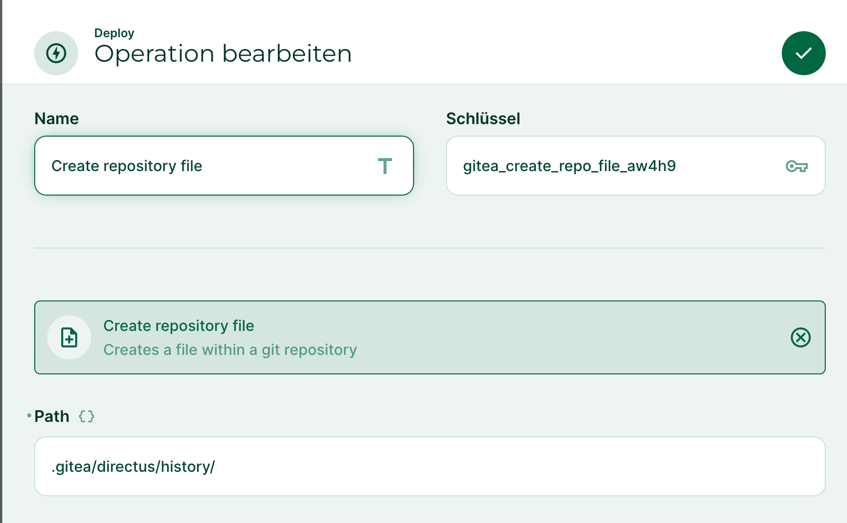 Deploy
Operation bearbeiten
Name
Schlüssel
Create repository file
gitea_create_repo_file_aw4h9
Create repository file
Creates a file within a git repository
Path {}
.gitea/directus/history/